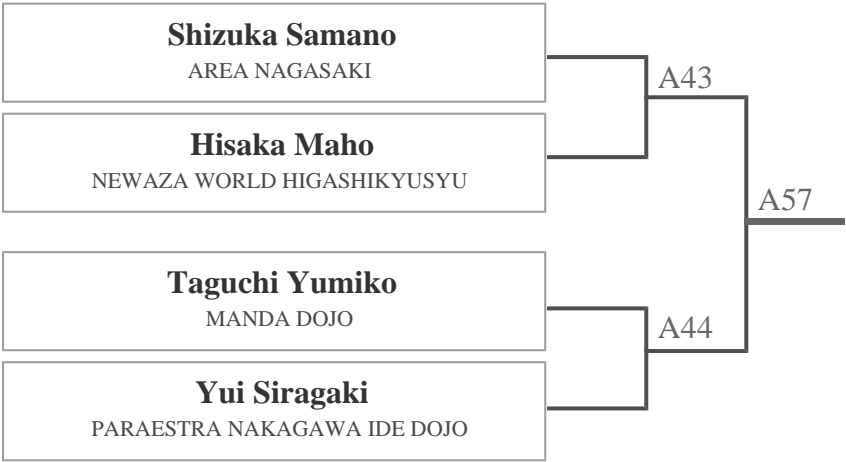 Shizuka Samano
AREA NAGASAKI
A43
Hisaka Maho
NEWAZA WORLD HIGASHIKYUSYU
A57
Taguchi Yumiko
MANDA DOJO
A44
Yui Siragaki
PARAESTRA NAKAGAWA IDE DOJO